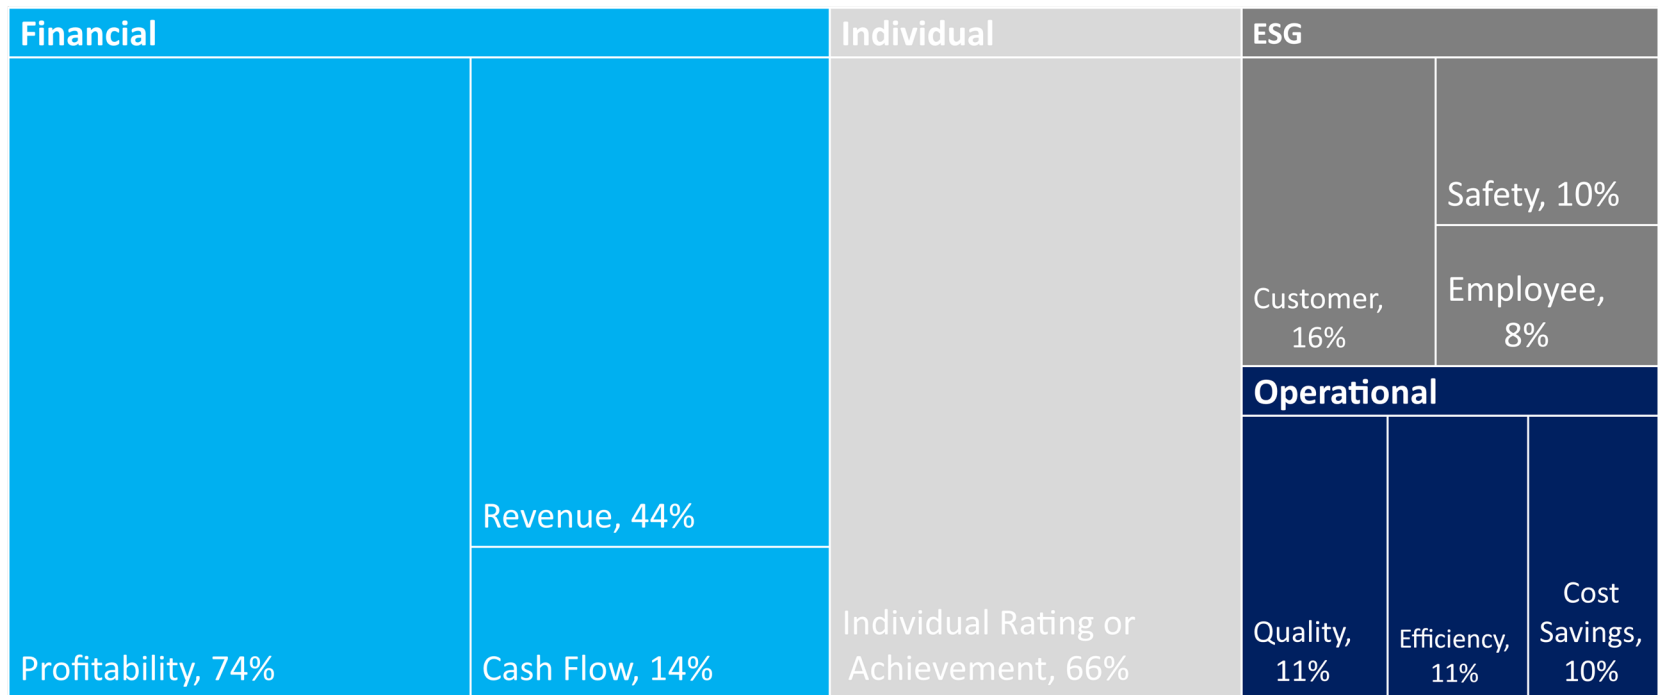 Financial
Profitability, 74%
Revenue, 44%
Cash Flow, 14%
Individual
Individual Rating or
Achievement, 66%
ESG
Customer,
16%
Safety, 10%
Employee,
8%
Operational
Quality,
11%
Efficiency,
11%
Cost
Savings,
10%